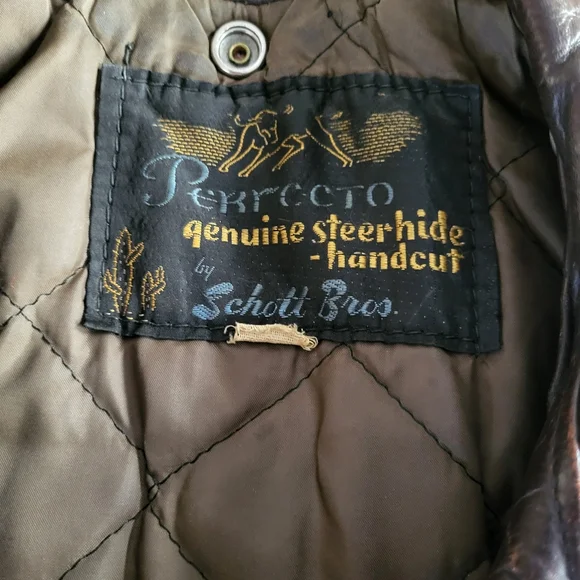 Perfecto
genuine steerhide
-handcut
by
Schott Bros.